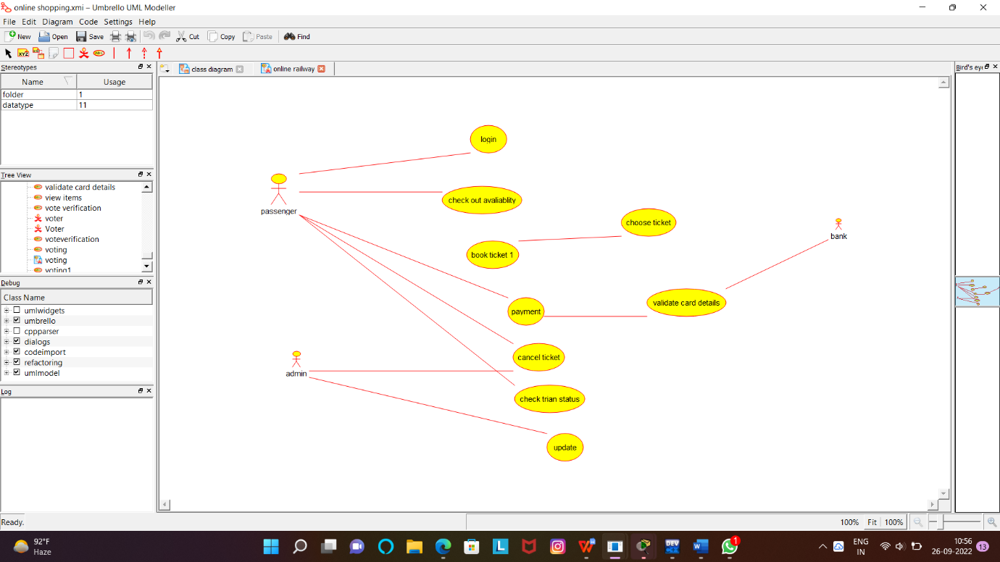 online shopping.xmi – Umbrello UML Modeller
File Edit Diagram Code Settings Help
New Open Save Cut Copy Paste Find
XYZ ABC
Stereotypes
class diagram online railway
Bird's eye
Name Usage
folder 1
datatype 11
Tree View
validate card details
view items
vote verification
voter
Voter
voteverification
voting
voting
voting1
Debug
Class Name
umlwidgets
umbrello
cppparser
dialogs
codeimport
refactoring
umlmodel
Log
login
passenger
check out avaliablity
choose ticket
bank
book ticket 1
validate card details
payment
cancel ticket
admin
check trian status
update
Ready.
100% Fit 100%
92°F
Haze
L
DEV
W
1
ENG
IN
10:56
26-09-2022
13